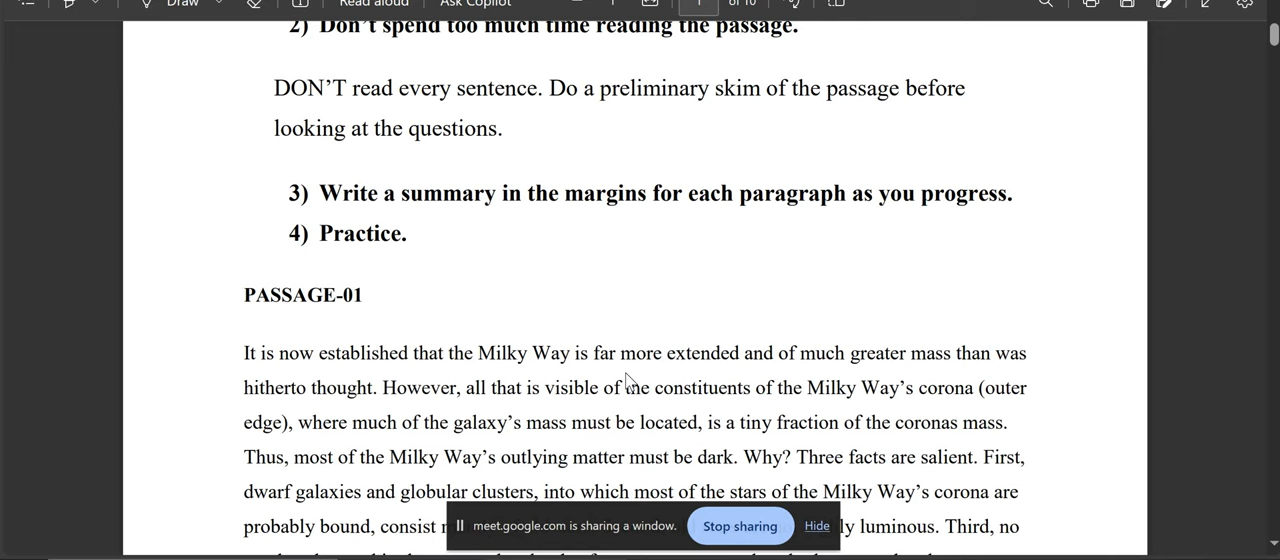 Draw
Read aloud
Ask Copilot
1
of 10
2) Don't spend too much time reading the passage.
DON'T read every sentence. Do a preliminary skim of the passage before
looking at the questions.
3) Write a summary in the margins for each paragraph as you progress.
4) Practice.
PASSAGE-01
It is now established that the Milky Way is far more extended and of much greater mass than was
hitherto thought. However, all that is visible of the constituents of the Milky Way's corona (outer
edge), where much of the galaxy's mass must be located, is a tiny fraction of the coronas mass.
Thus, most of the Milky Way's outlying matter must be dark. Why? Three facts are salient. First,
dwarf galaxies and globular clusters, into which most of the stars of the Milky Way's corona are
probably bound, consist luminous. Third, no
meet.google.com is sharing a window.
Stop sharing
Hide